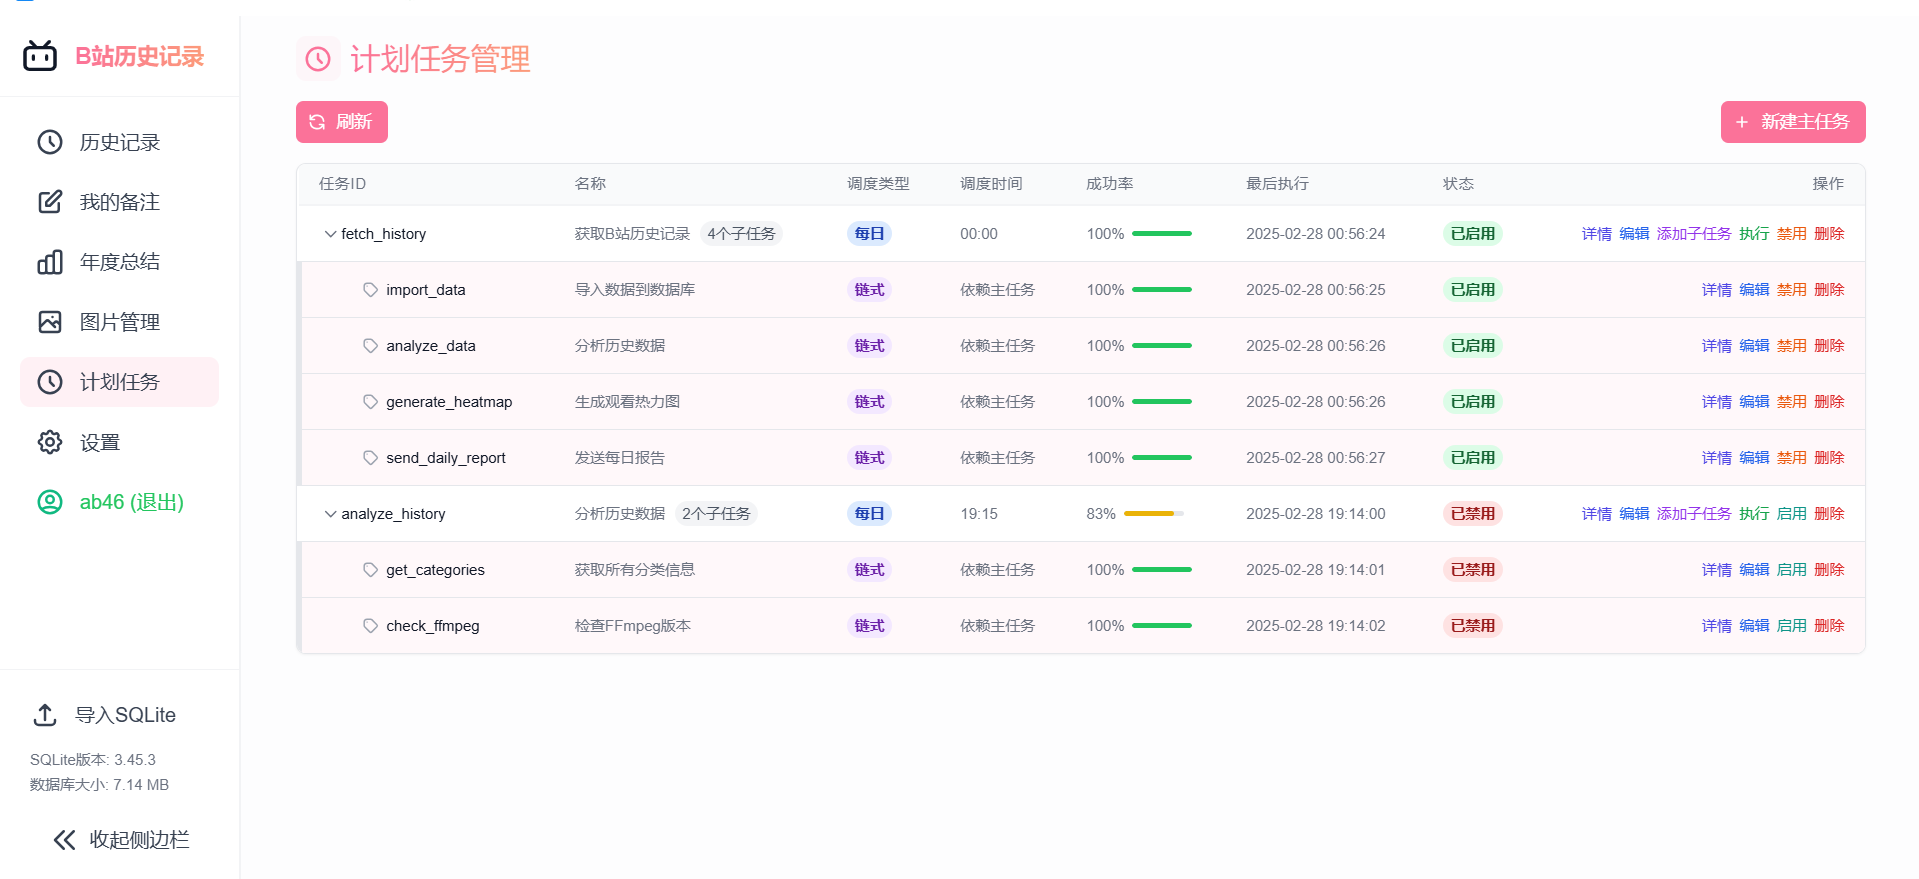 B站历史记录
历史记录
我的备注
年度总结
图片管理
计划任务
设置
ab46 (退出)
导入SQLite
SQLite版本: 3.45.3
数据库大小: 7.14 MB
收起侧边栏
计划任务管理
刷新
+ 新建主任务
任务ID 名称 调度类型 调度时间 成功率 最后执行 状态 操作
fetch_history 获取B站历史记录 4个子任务 每日 00:00 100% 2025-02-28 00:56:24 已启用 详情 编辑 添加子任务 执行 禁用 删除
import_data 导入数据到数据库 链式 依赖主任务 100% 2025-02-28 00:56:25 已启用 详情 编辑 禁用 删除
analyze_data 分析历史数据 链式 依赖主任务 100% 2025-02-28 00:56:26 已启用 详情 编辑 禁用 删除
generate_heatmap 生成观看热力图 链式 依赖主任务 100% 2025-02-28 00:56:26 已启用 详情 编辑 禁用 删除
send_daily_report 发送每日报告 链式 依赖主任务 100% 2025-02-28 00:56:27 已启用 详情 编辑 禁用 删除
analyze_history 分析历史数据 2个子任务 每日 19:15 83% 2025-02-28 19:14:00 已禁用 详情 编辑 添加子任务 执行 启用 删除
get_categories 获取所有分类信息 链式 依赖主任务 100% 2025-02-28 19:14:01 已禁用 详情 编辑 启用 删除
check_ffmpeg 检查FFmpeg版本 链式 依赖主任务 100% 2025-02-28 19:14:02 已禁用 详情 编辑 启用 删除